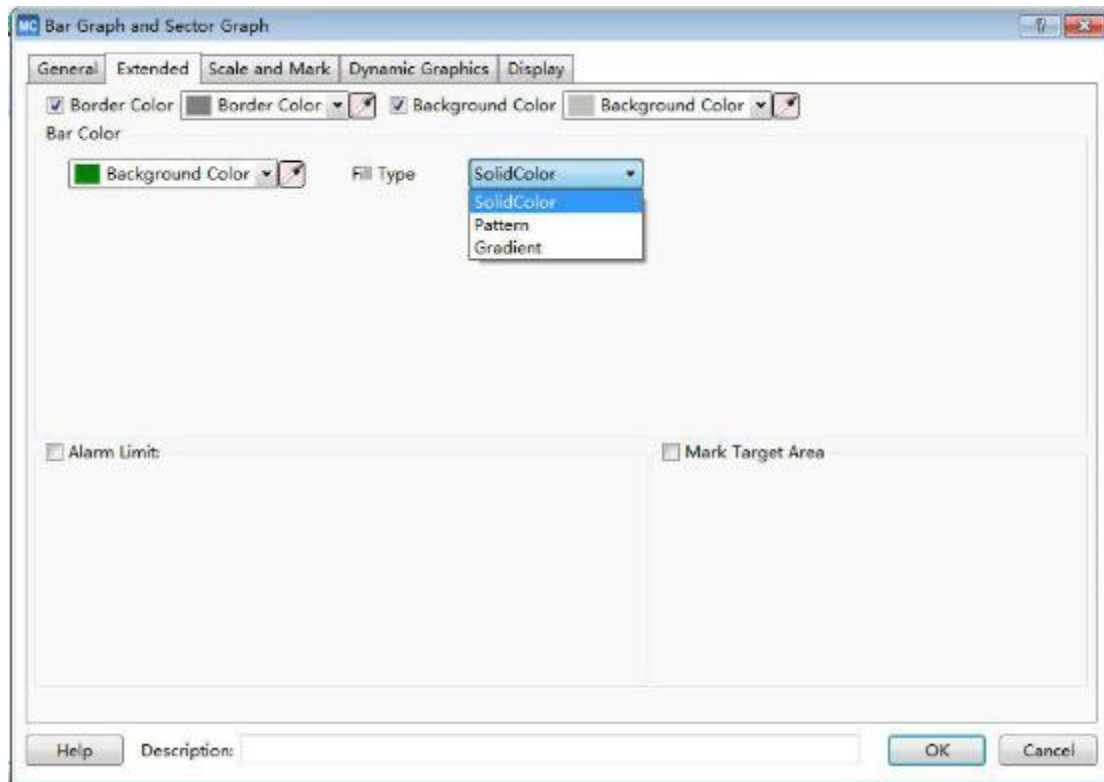 MC Bar Graph and Sector Graph
General Extended Scale and Mark Dynamic Graphics Display
Border Color Border Color Background Color Background Color
Bar Color
Background Color Fill Type SolidColor
SolidColor
Pattern
Gradient
Alarm Limit: Mark Target Area
Help Description: OK Cancel